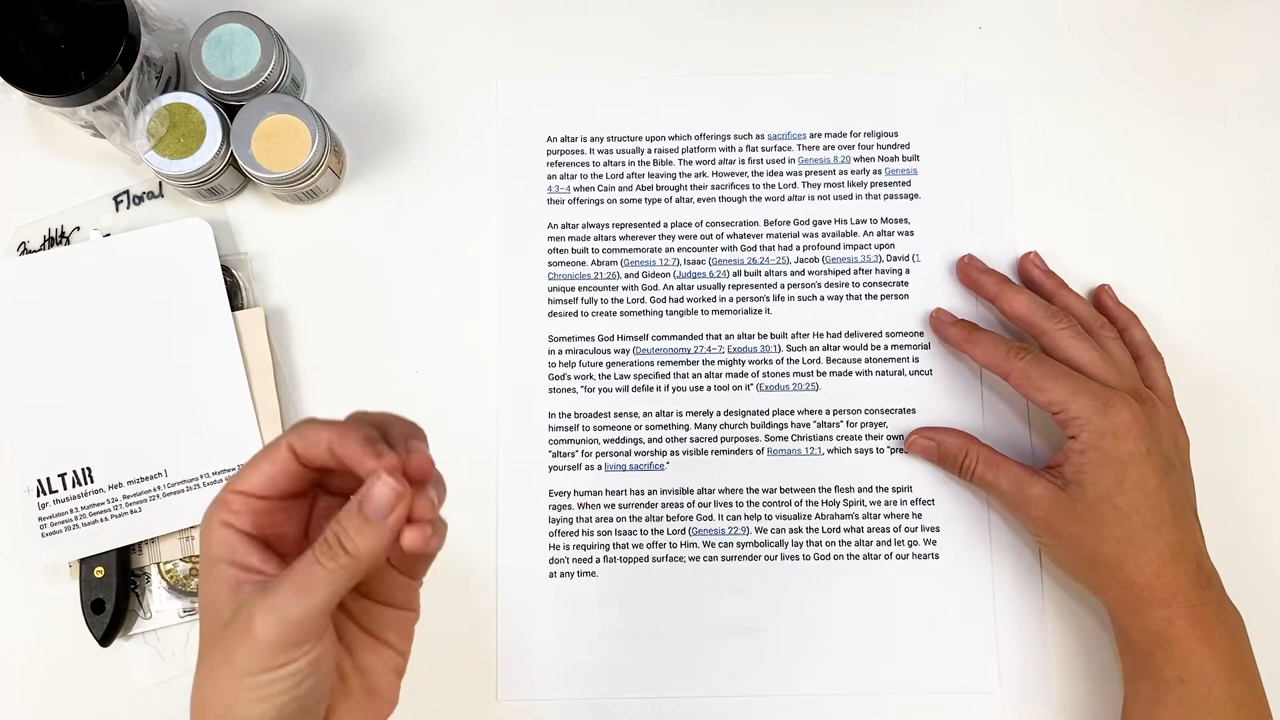 Floral
Tim Holtz
ALTAR
[gr. thusiastérion, Heb. mizbeach ]
Revelation 8:3, Matthew 5:24 , Revelation 6:9, 1 Corinthians 9:13, Matthew
OT: Genesis 8:20, Genesis 12:7, Genesis 22:9, Genesis 26:25, Exodus
Exodus 20:25, Isaiah 6:6, Psalm 84:3
An altar is any structure upon which offerings such as sacrifices are made for religious
purposes. It was usually a raised platform with a flat surface. There are over four hundred
references to altars in the Bible. The word altar is first used in Genesis 8:20 when Noah built
an altar to the Lord after leaving the ark. However, the idea was present as early as Genesis
4:3–4 when Cain and Abel brought their sacrifices to the Lord. They most likely presented
their offerings on some type of altar, even though the word altar is not used in that passage.
An altar always represented a place of consecration. Before God gave His Law to Moses,
men made altars wherever they were out of whatever material was available. An altar was
often built to commemorate an encounter with God that had a profound impact upon
someone. Abram (Genesis 12:7), Isaac (Genesis 26:24–25), Jacob (Genesis 35:3), David (1
Chronicles 21:26), and Gideon (Judges 6:24) all built altars and worshiped after having a
unique encounter with God. An altar usually represented a person's desire to consecrate
himself fully to the Lord. God had worked in a person's life in such a way that the person
desired to create something tangible to memorialize it.
Sometimes God Himself commanded that an altar be built after He had delivered someone
in a miraculous way (Deuteronomy 27:4–7; Exodus 30:1). Such an altar would be a memorial
to help future generations remember the mighty works of the Lord. Because atonement is
God's work, the Law specified that an altar made of stones must be made with natural, uncut
stones, "for you will defile it if you use a tool on it" (Exodus 20:25).
In the broadest sense, an altar is merely a designated place where a person consecrates
himself to someone or something. Many church buildings have "altars" for prayer,
communion, weddings, and other sacred purposes. Some Christians create their own
"altars" for personal worship as visible reminders of Romans 12:1, which says to
yourself as a living sacrifice."
Every human heart has an invisible altar where the war between the flesh and the spirit
rages. When we surrender areas of our lives to the control of the Holy Spirit, we are in effect
laying that area on the altar before God. It can help to visualize Abraham's altar where he
offered his son Isaac to the Lord (Genesis 22:9). We can ask the Lord what areas of our lives
He is requiring that we offer to Him. We can symbolically lay that on the altar and let go. We
don't need a flat-topped surface; we can surrender our lives to God on the altar of our hearts
at any time.